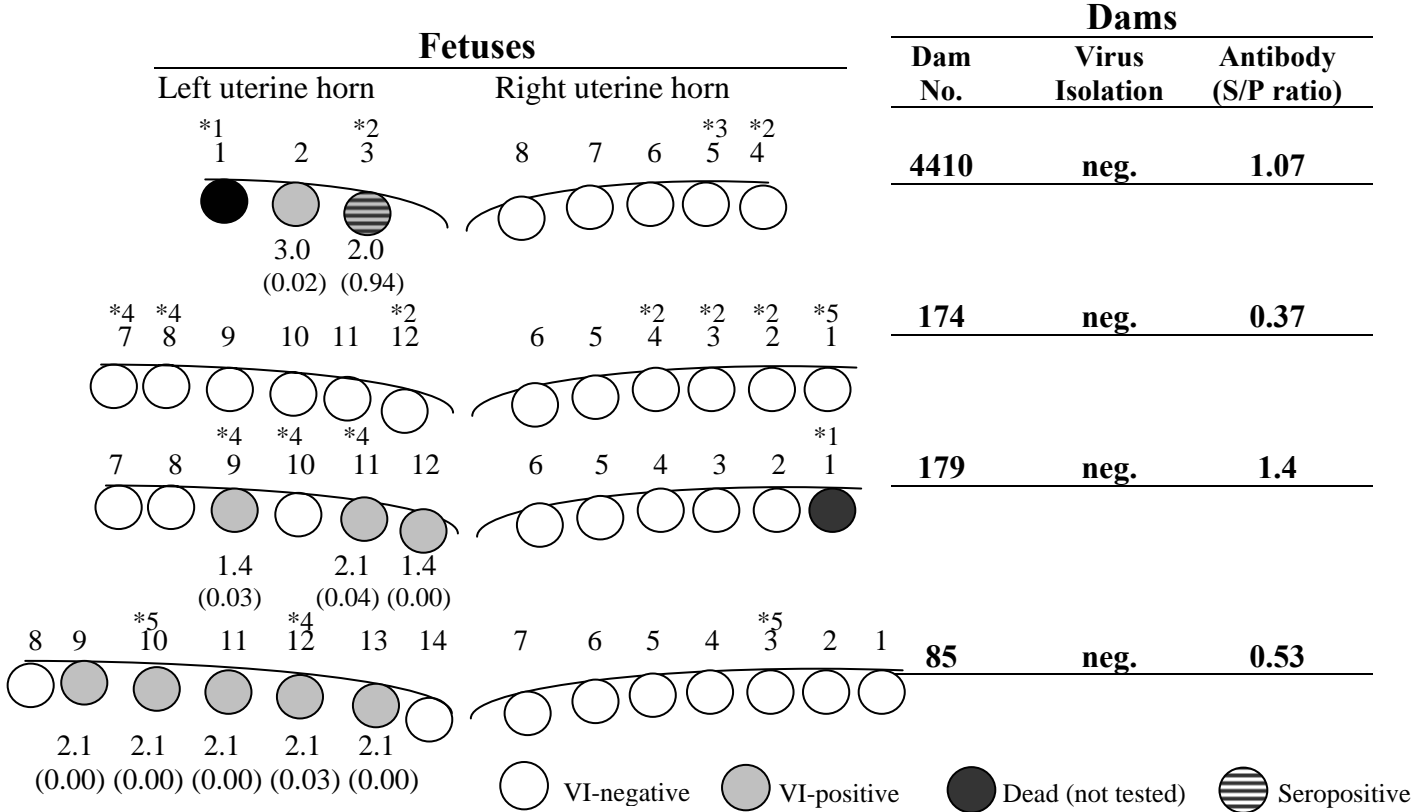 Fetuses
Dams
Left uterine horn Right uterine horn
Dam No. Virus Isolation Antibody (S/P ratio)
*1 *2 *3 *2
1 2 3 8 7 6 5 4
4410 neg. 1.07
3.0 2.0
(0.02) (0.94)
*4 *4 *2 *2 *2 *2 *5
7 8 9 10 11 12 6 5 4 3 2 1
174 neg. 0.37
*4 *4 *4 *1
7 8 9 10 11 12 6 5 4 3 2 1
179 neg. 1.4
1.4 2.1 1.4
(0.03) (0.04) (0.00)
*5 *4 *5
8 9 10 11 12 13 14 7 6 5 4 3 2 1
85 neg. 0.53
2.1 2.1 2.1 2.1 2.1
(0.00) (0.00) (0.00) (0.03) (0.00)
VI-negative VI-positive Dead (not tested) Seropositive